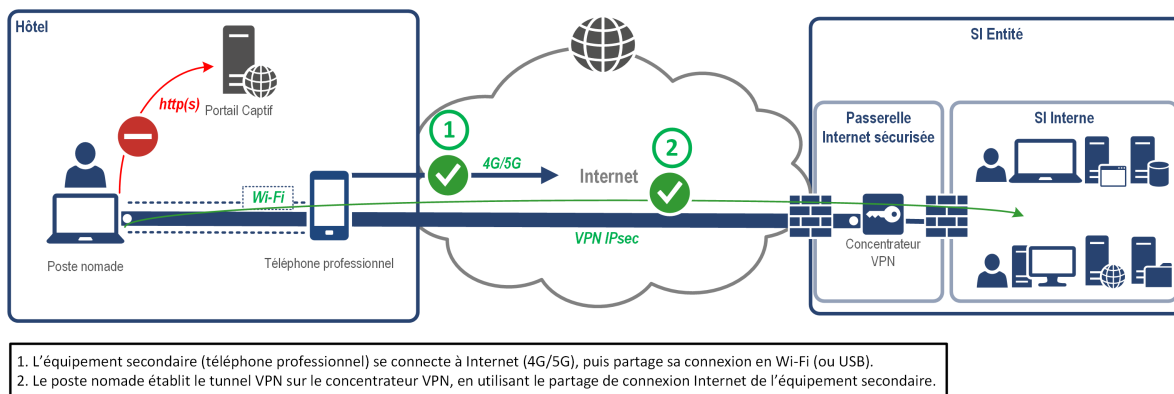 Hôtel
SI Entité
http(s)
Portail Captif
1
2
4G/5G
Internet
Passerelle
Internet sécurisée
SI Interne
Wi-Fi
VPN IPsec
Poste nomade
Téléphone professionnel
Concentrateur
VPN
1. L’équipement secondaire (téléphone professionnel) se connecte à Internet (4G/5G), puis partage sa connexion en Wi-Fi (ou USB).
2. Le poste nomade établit le tunnel VPN sur le concentrateur VPN, en utilisant le partage de connexion Internet de l’équipement secondaire.